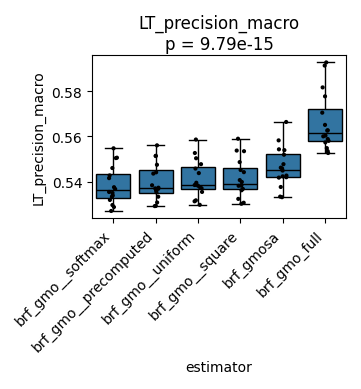 LT_precision_macro
p = 9.79e-15
LT_precision_macro
0.58
0.56
0.54
brf_gmo__softmax
brf_gmo__precomputed
brf_gmo__uniform
brf_gmo__square
brf_gmosa
brf_gmo_full
estimator